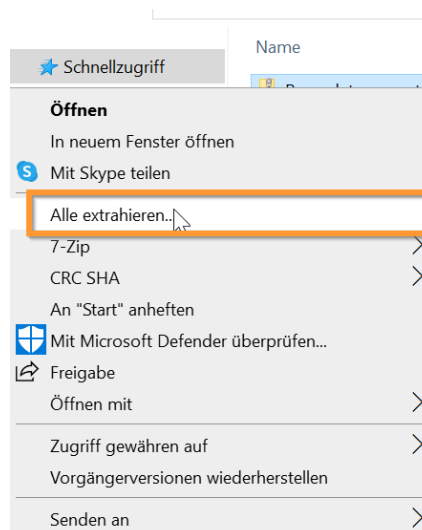 Name
Schnellzugriff
Öffnen
In neuem Fenster öffnen
Mit Skype teilen
Alle extrahieren...
7-Zip
CRC SHA
An "Start" anheften
Mit Microsoft Defender überprüfen...
Freigabe
Öffnen mit
Zugriff gewähren auf
Vorgängerversionen wiederherstellen
Senden an